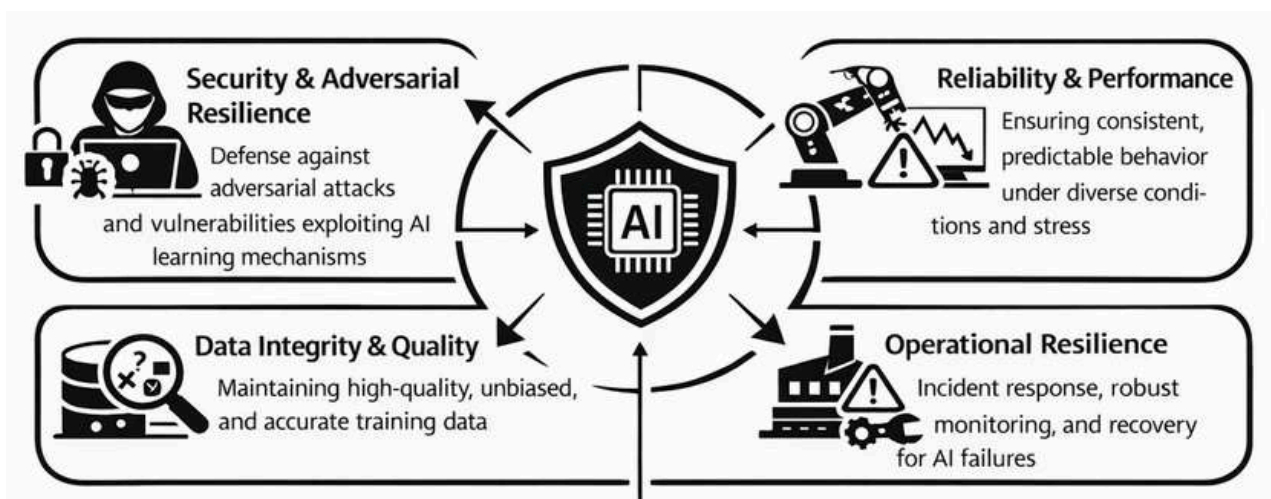 Security & Adversarial
Resilience
Defense against
adversarial attacks
and vulnerabilities exploiting AI
learning mechanisms
AI
Reliability & Performance
Ensuring consistent,
predictable behavior
under diverse condi-
tions and stress
Data Integrity & Quality
Maintaining high-quality, unbiased,
and accurate training data
Operational Resilience
Incident response, robust
monitoring, and recovery
for AI failures